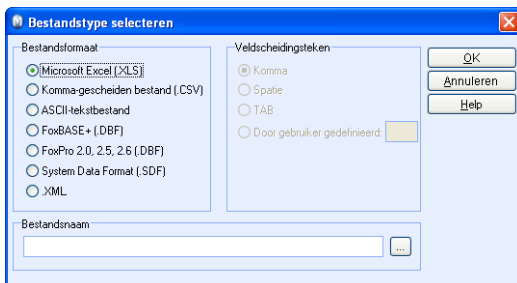 Bestandstype selecteren
Bestandsformaat
Microsoft Excel (.XLS)
Komma-gescheiden bestand (.CSV)
ASCII-tekstbestand
FoxBASE+ (.DBF)
FoxPro 2.0, 2.5, 2.6 (.DBF)
System Data Format (.SDF)
.XML
Veldscheidingsteken
Komma
Spatie
TAB
Door gebruiker gedefinieerd:
OK
Annuleren
Help
Bestandsnaam
...